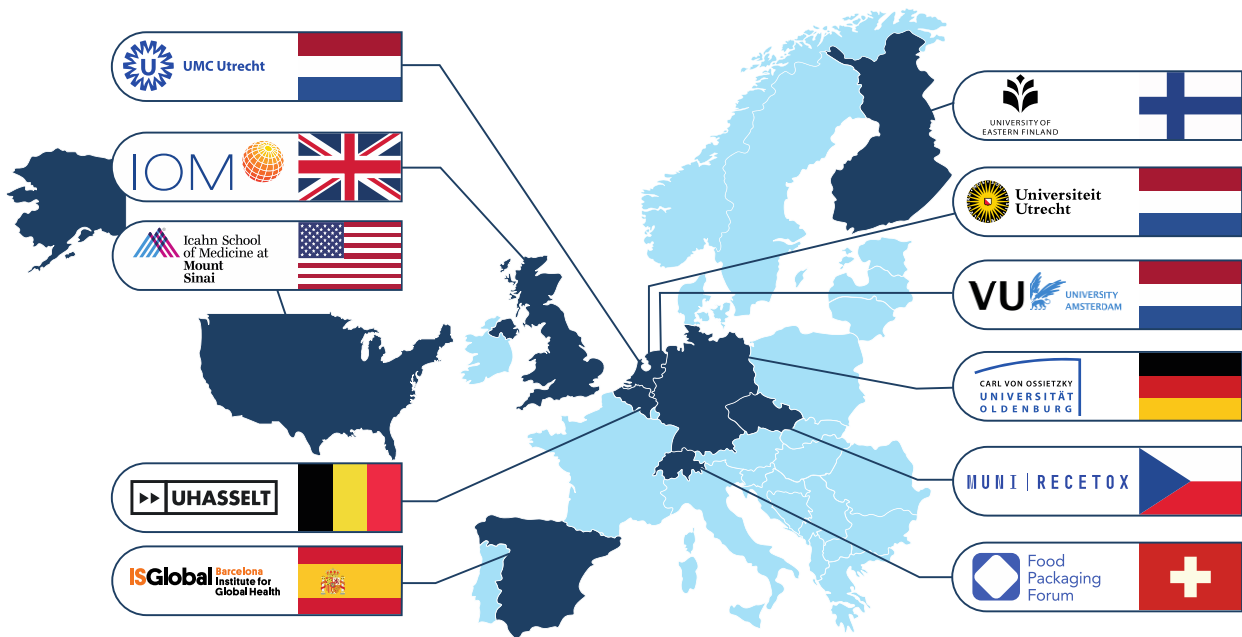 U
UMC Utrecht
IOM
Icahn School
of Medicine at
Mount
Sinai
UHASSELT
ISGlobal
Barcelona
Institute for
Global Health
UNIVERSITY OF
EASTERN FINLAND
Universiteit
Utrecht
VU
UNIVERSITY
AMSTERDAM
CARL VON OSSIETZKY
UNIVERSITÄT
OLDENBURG
MUNI | RECETOX
Food
Packaging
Forum